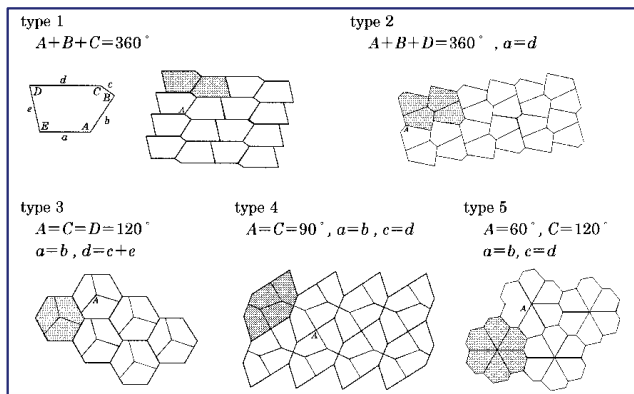 type 1
A+B+C=360°
d
D C c
B
e b
E A
a
A
type 2
A+B+D=360°, a=d
A
type 3
A=C=D=120°
a=b, d=c+e
A
type 4
A=C=90°, a=b, c=d
A
type 5
A=60°, C=120°
a=b, c=d
A